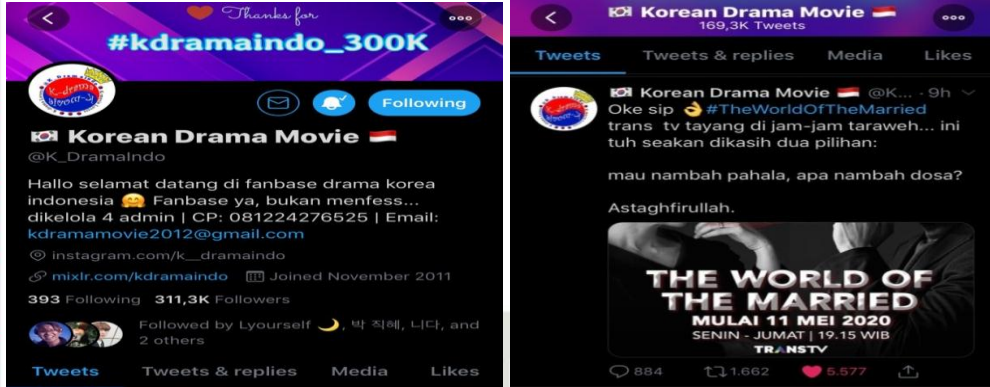 Thanks for
#kdramaindo_300K
Following
🇰🇷 Korean Drama Movie 🇮🇩
@K_DramaIndo
Hallo selamat datang di fanbase drama korea
indonesia 🤗 Fanbase ya, bukan menfess...
dikelola 4 admin | CP: 081224276525 | Email:
kdramamovie2012@gmail.com
instagram.com/k__dramaindo
mixlr.com/kdramaindo Joined November 2011
393 Following 311,3K Followers
Followed by Lyourself 🌙, 박 직혜, 니다, and
2 others
Tweets Tweets & replies Media Likes
🇰🇷 Korean Drama Movie 🇮🇩
169,3K Tweets
Tweets Tweets & replies Media Likes
🇰🇷 Korean Drama Movie 🇮🇩 @K... · 9h
Oke sip 👌 #TheWorldOfTheMarried
trans tv tayang di jam-jam taraweh... ini
tuh seakan dikasih dua pilihan:
mau nambah pahala, apa nambah dosa?
Astaghfirullah.
THE WORLD OF
THE MARRIED
MULAI 11 MEI 2020
SENIN - JUMAT | 19.15 WIB
TRANSTV
884 1.662 5.577